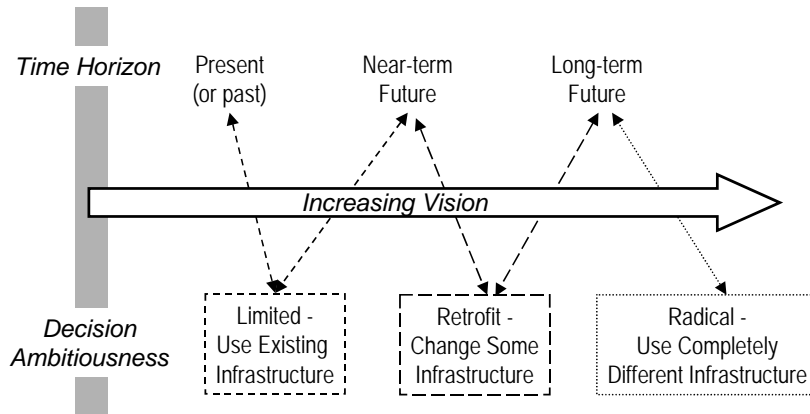 Time Horizon
Present
(or past)
Near-term
Future
Long-term
Future
Increasing Vision
Decision
Ambitiousness
Limited -
Use Existing
Infrastructure
Retrofit -
Change Some
Infrastructure
Radical -
Use Completely
Different Infrastructure